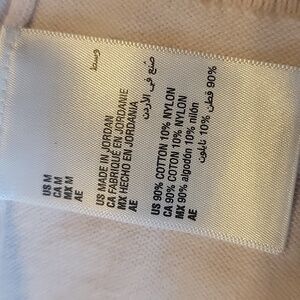 US M
CA M
MX M
AE وسط
US MADE IN JORDAN
CA FABRIQUÉ EN JORDANIE
MX HECHO EN JORDANIA
AE صنع في الأردن
US 90% COTTON 10% NYLON
CA 90% COTON 10% NYLON
MX 90% algodón 10% nilón
AE 90% قطن 10% نايلون